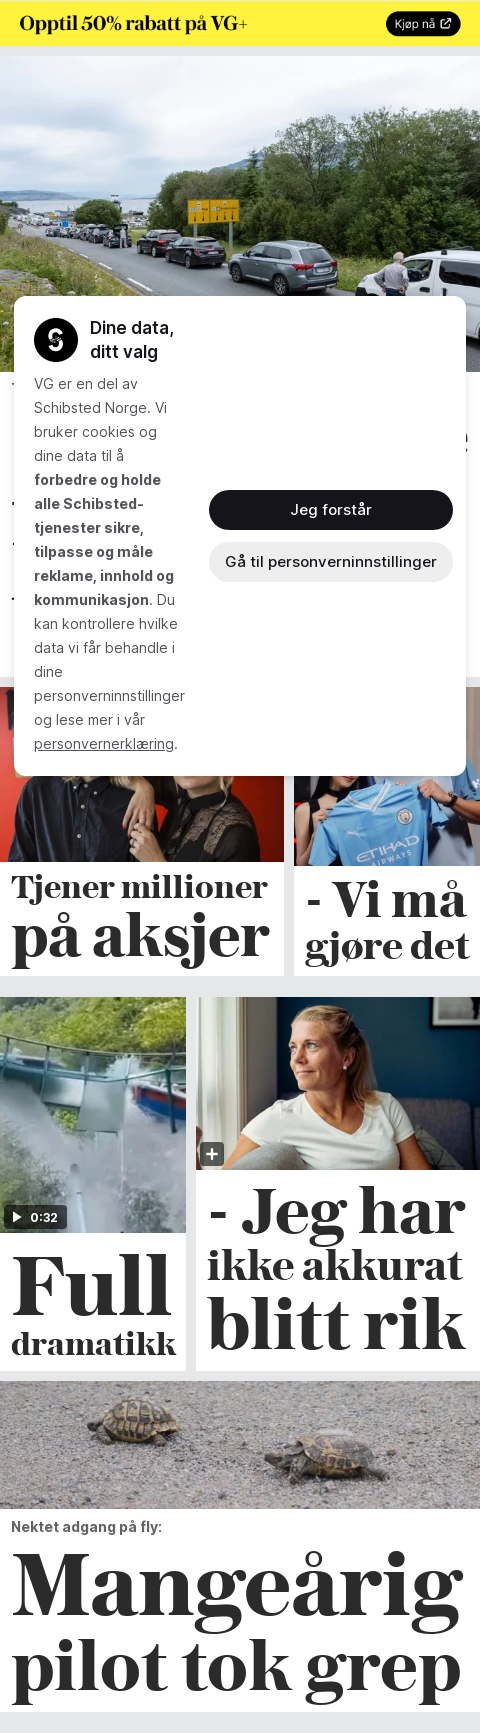 Opptil 50% rabatt på VG+
Kjøp nå
Dine data,
ditt valg
VG er en del av
Schibsted Norge. Vi
bruker cookies og
dine data til å
forbedre og holde
alle Schibsted-
tjenester sikre,
tilpasse og måle
reklame, innhold og
kommunikasjon. Du
kan kontrollere hvilke
data vi får behandle i
dine
personverninnstillinger
og lese mer i vår
personvernerklæring.
Jeg forstår
Gå til personverninnstillinger
ETIHAD
AIRWAYS
Tjener millioner
på aksjer
- Vi må
gjøre det
0:32
Full
dramatikk
- Jeg har
ikke akkurat
blitt rik
Nektet adgang på fly:
Mangeårig
pilot tok grep